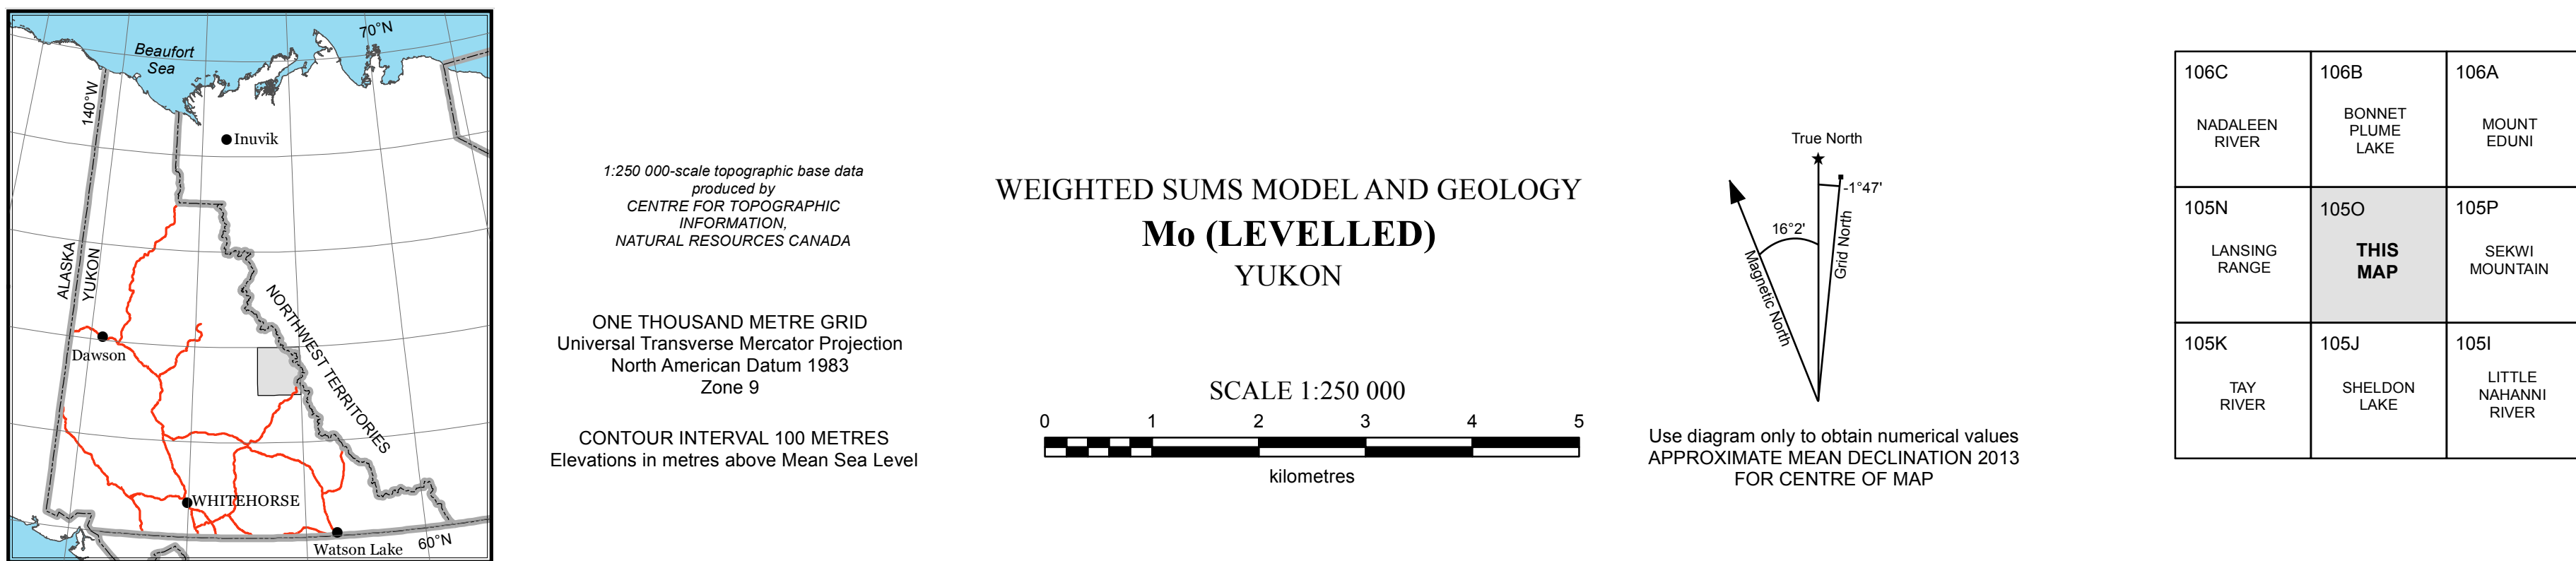 70°N
Beaufort
Sea
140°W
Inuvik
ALASKA
YUKON
NORTHWEST TERRITORIES
Dawson
WHITEHORSE
Watson Lake
60°N
1:250 000-scale topographic base data
produced by
CENTRE FOR TOPOGRAPHIC
INFORMATION,
NATURAL RESOURCES CANADA
ONE THOUSAND METRE GRID
Universal Transverse Mercator Projection
North American Datum 1983
Zone 9
CONTOUR INTERVAL 100 METRES
Elevations in metres above Mean Sea Level
WEIGHTED SUMS MODEL AND GEOLOGY
Mo (LEVELLED)
YUKON
SCALE 1:250 000
0 1 2 3 4 5
kilometres
True North
-1°47'
16°2'
Magnetic North
Grid North
Use diagram only to obtain numerical values
APPROXIMATE MEAN DECLINATION 2013
FOR CENTRE OF MAP
106C
NADALEEN
RIVER
106B
BONNET
PLUME
LAKE
106A
MOUNT
EDUNI
105N
LANSING
RANGE
105O
THIS
MAP
105P
SEKWI
MOUNTAIN
105K
TAY
RIVER
105J
SHELDON
LAKE
105I
LITTLE
NAHANNI
RIVER